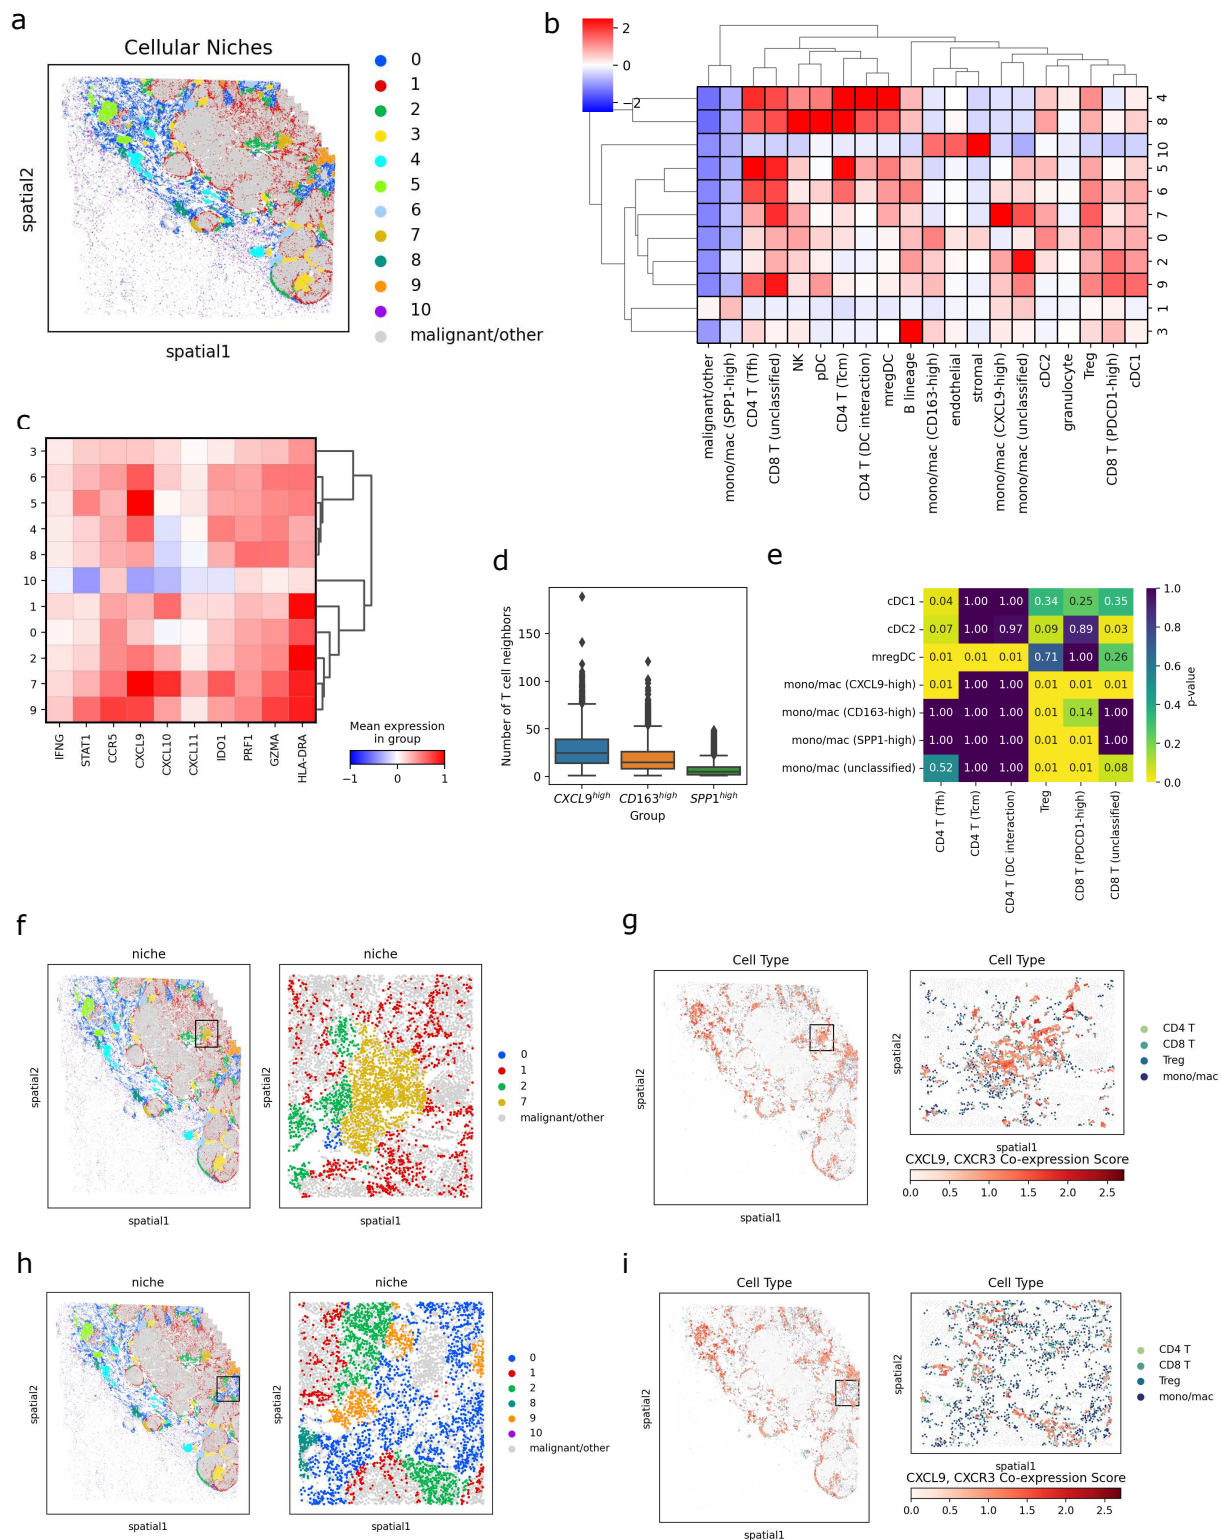 a
Cellular Niches
spatial2
spatial1
0
1
2
3
4
5
6
7
8
9
10
malignant/other
b
2
0
−2
4
8
10
5
6
7
0
2
9
1
3
malignant/other
mono/mac (SPP1-high)
CD4 T (Tfh)
CD8 T (unclassified)
NK
pDC
CD4 T (Tcm)
CD4 T (DC interaction)
mregDC
B lineage
mono/mac (CD163-high)
endothelial
stromal
mono/mac (CXCL9-high)
mono/mac (unclassified)
cDC2
granulocyte
Treg
CD8 T (PDCD1-high)
cDC1
c
3
6
5
4
8
10
1
0
2
7
9
IFNG
STAT1
CCR5
CXCL9
CXCL10
CXCL11
IDO1
PRF1
GZMA
HLA-DRA
Mean expression
in group
−1 0 1
d
Number of T cell neighbors
150
100
50
0
CXCL9high CD163high SPP1high
Group
e
cDC1 0.04 1.00 1.00 0.34 0.25 0.35
cDC2 0.07 1.00 0.97 0.09 0.89 0.03
mregDC 0.01 0.01 0.01 0.71 1.00 0.26
mono/mac (CXCL9-high) 0.01 1.00 1.00 0.01 0.01 0.01
mono/mac (CD163-high) 1.00 1.00 1.00 0.01 0.14 1.00
mono/mac (SPP1-high) 1.00 1.00 1.00 0.01 0.01 1.00
mono/mac (unclassified) 0.52 1.00 1.00 0.01 0.01 0.08
CD4 T (Tfh)
CD4 T (Tcm)
CD4 T (DC interaction)
Treg
CD8 T (PDCD1-high)
CD8 T (unclassified)
1.0
0.8
0.6
0.4
0.2
0.0
p-value
f
niche
spatial2
spatial1
niche
spatial2
spatial1
0
1
2
7
malignant/other
g
Cell Type
spatial2
spatial1
Cell Type
spatial2
spatial1
CD4 T
CD8 T
Treg
mono/mac
CXCL9, CXCR3 Co-expression Score
0.0 0.5 1.0 1.5 2.0 2.5
h
niche
spatial2
spatial1
niche
spatial2
spatial1
0
1
2
8
9
10
malignant/other
i
Cell Type
spatial2
spatial1
Cell Type
spatial2
spatial1
CD4 T
CD8 T
Treg
mono/mac
CXCL9, CXCR3 Co-expression Score
0.0 0.5 1.0 1.5 2.0 2.5